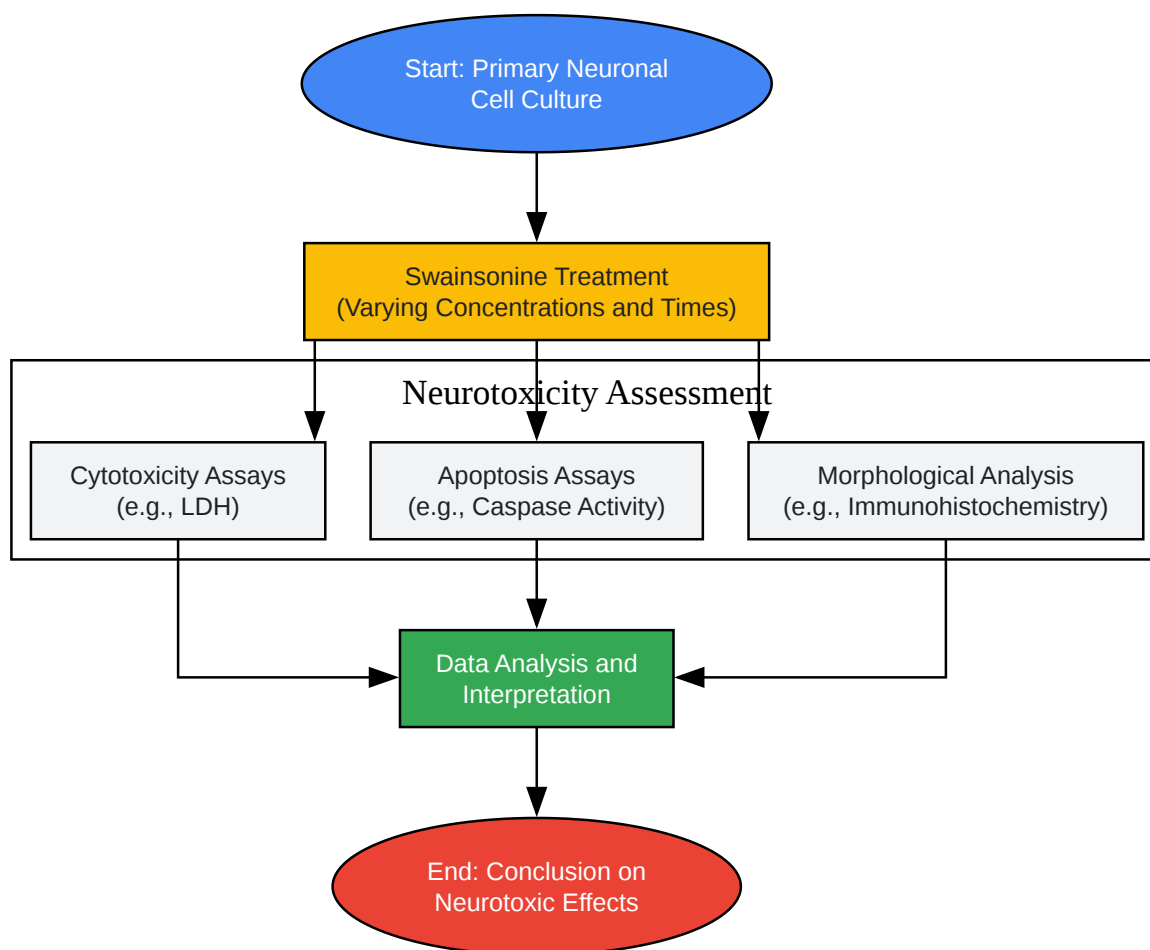 Start: Primary Neuronal
Cell Culture
Swainsonine Treatment
(Varying Concentrations and Times)
Neurotoxicity Assessment
Cytotoxicity Assays
(e.g., LDH)
Apoptosis Assays
(e.g., Caspase Activity)
Morphological Analysis
(e.g., Immunohistochemistry)
Data Analysis and
Interpretation
End: Conclusion on
Neurotoxic Effects